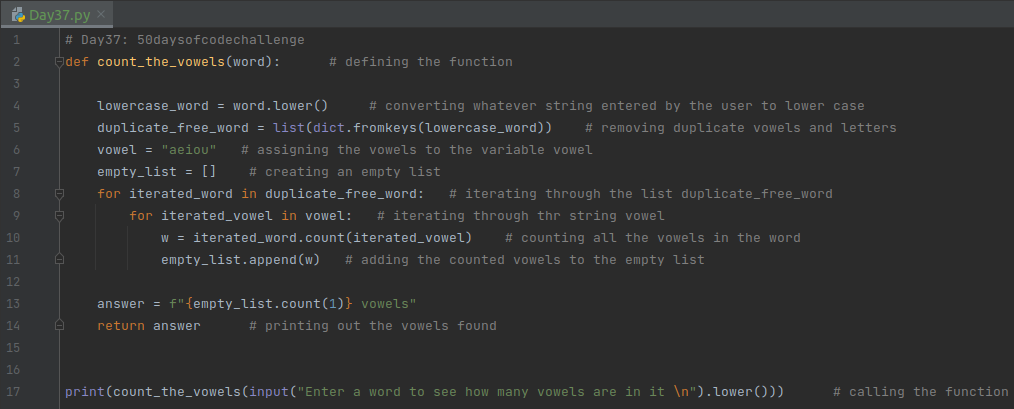 Day37.py
1 # Day37: 50daysofcodechallenge
2 def count_the_vowels(word):      # defining the function
3
4     lowercase_word = word.lower()     # converting whatever string entered by the user to lower case
5     duplicate_free_word = list(dict.fromkeys(lowercase_word))    # removing duplicate vowels and letters
6     vowel = "aeiou"   # assigning the vowels to the variable vowel
7     empty_list = []    # creating an empty list
8     for iterated_word in duplicate_free_word:   # iterating through the list duplicate_free_word
9         for iterated_vowel in vowel:   # iterating through thr string vowel
10             w = iterated_word.count(iterated_vowel)    # counting all the vowels in the word
11             empty_list.append(w)   # adding the counted vowels to the empty list
12
13     answer = f"{empty_list.count(1)} vowels"
14     return answer      # printing out the vowels found
15
16
17 print(count_the_vowels(input("Enter a word to see how many vowels are in it \n").lower()))      # calling the function